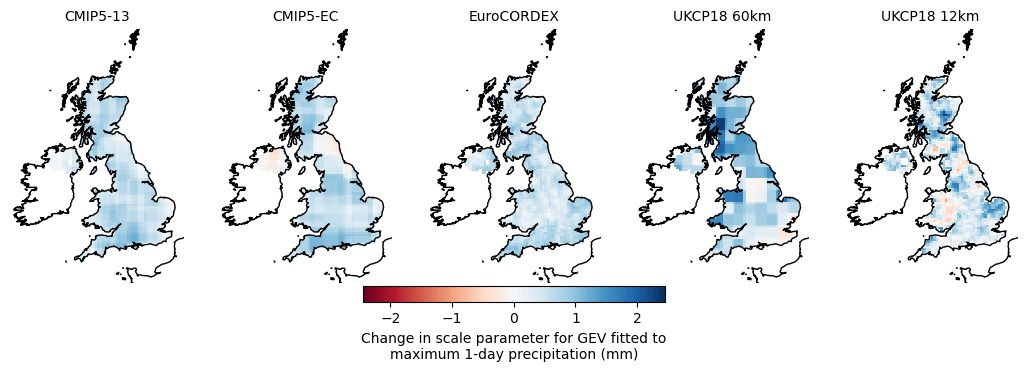 CMIP5-13 CMIP5-EC EuroCORDEX UKCP18 60km UKCP18 12km
−2 −1 0 1 2
Change in scale parameter for GEV fitted to
maximum 1-day precipitation (mm)